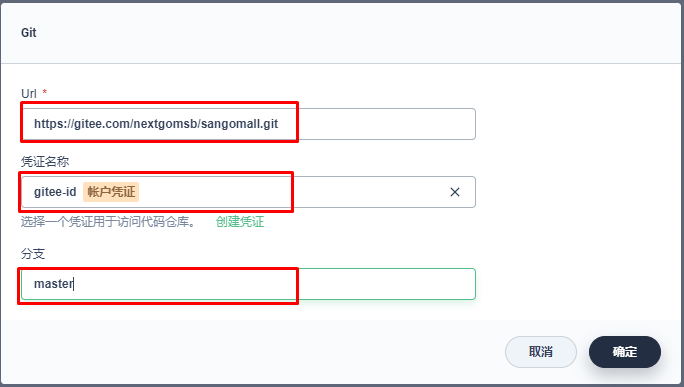 Git
Url *
https://gitee.com/nextgomsb/sangomall.git
凭证名称
gitee-id 帐户凭证
选择一个凭证用于访问代码仓库。 创建凭证
分支
master
取消 确定